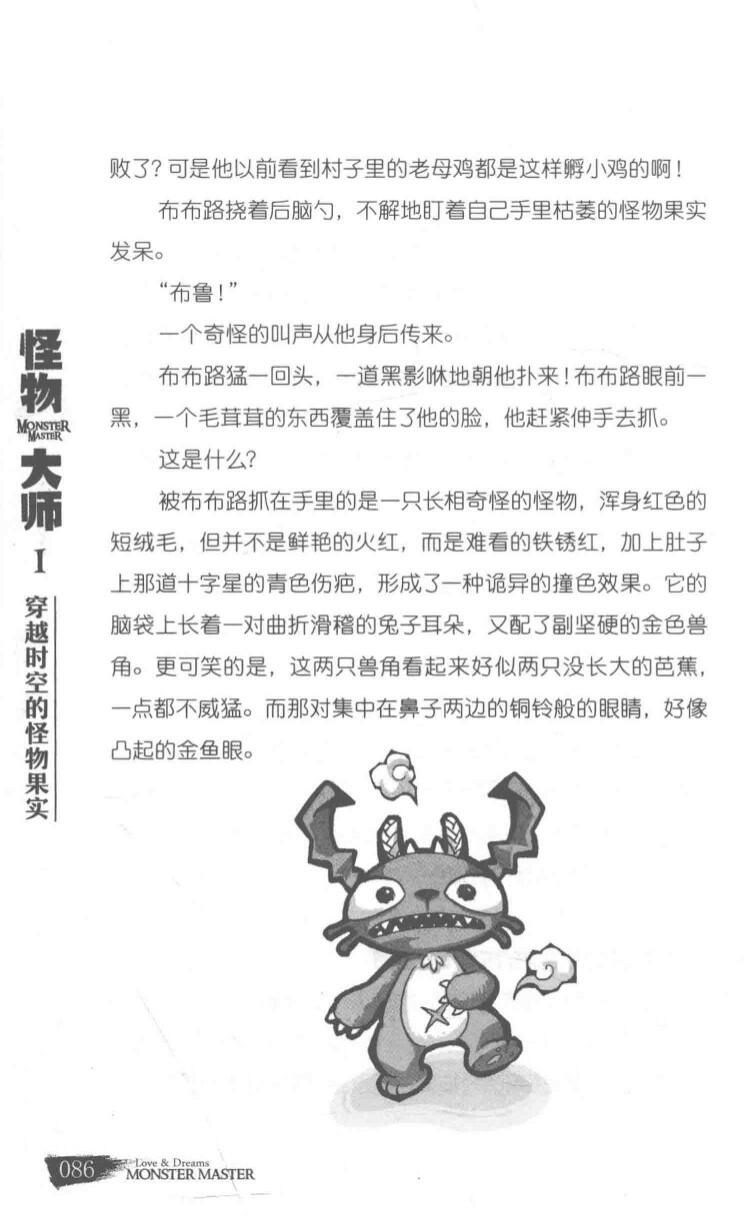 败了？可是他以前看到村子里的老母鸡都是这样孵小鸡的啊！
布布路挠着后脑勺，不解地盯着自己手里枯萎的怪物果实
发呆。
“布鲁！”
一个奇怪的叫声从他身后传来。
布布路猛一回头，一道黑影咻地朝他扑来！布布路眼前一
黑，一个毛茸茸的东西覆盖住了他的脸，他赶紧伸手去抓。
这是什么？
被布布路抓在手里的是一只长相奇怪的怪物，浑身红色的
短绒毛，但并不是鲜艳的火红，而是难看的铁锈红，加上肚子
上那道十字星的青色伤疤，形成了一种诡异的撞色效果。它的
脑袋上长着一对曲折滑稽的兔子耳朵，又配了副坚硬的金色兽
角。更可笑的是，这两只兽角看起来好似两只没长大的芭蕉，
一点都不威猛。而那对集中在鼻子两边的铜铃般的眼睛，好像
凸起的金鱼眼。
怪物
MONSTER
MASTER
大师
I
穿越时空的怪物果实
086
Love & Dreams
MONSTER MASTER